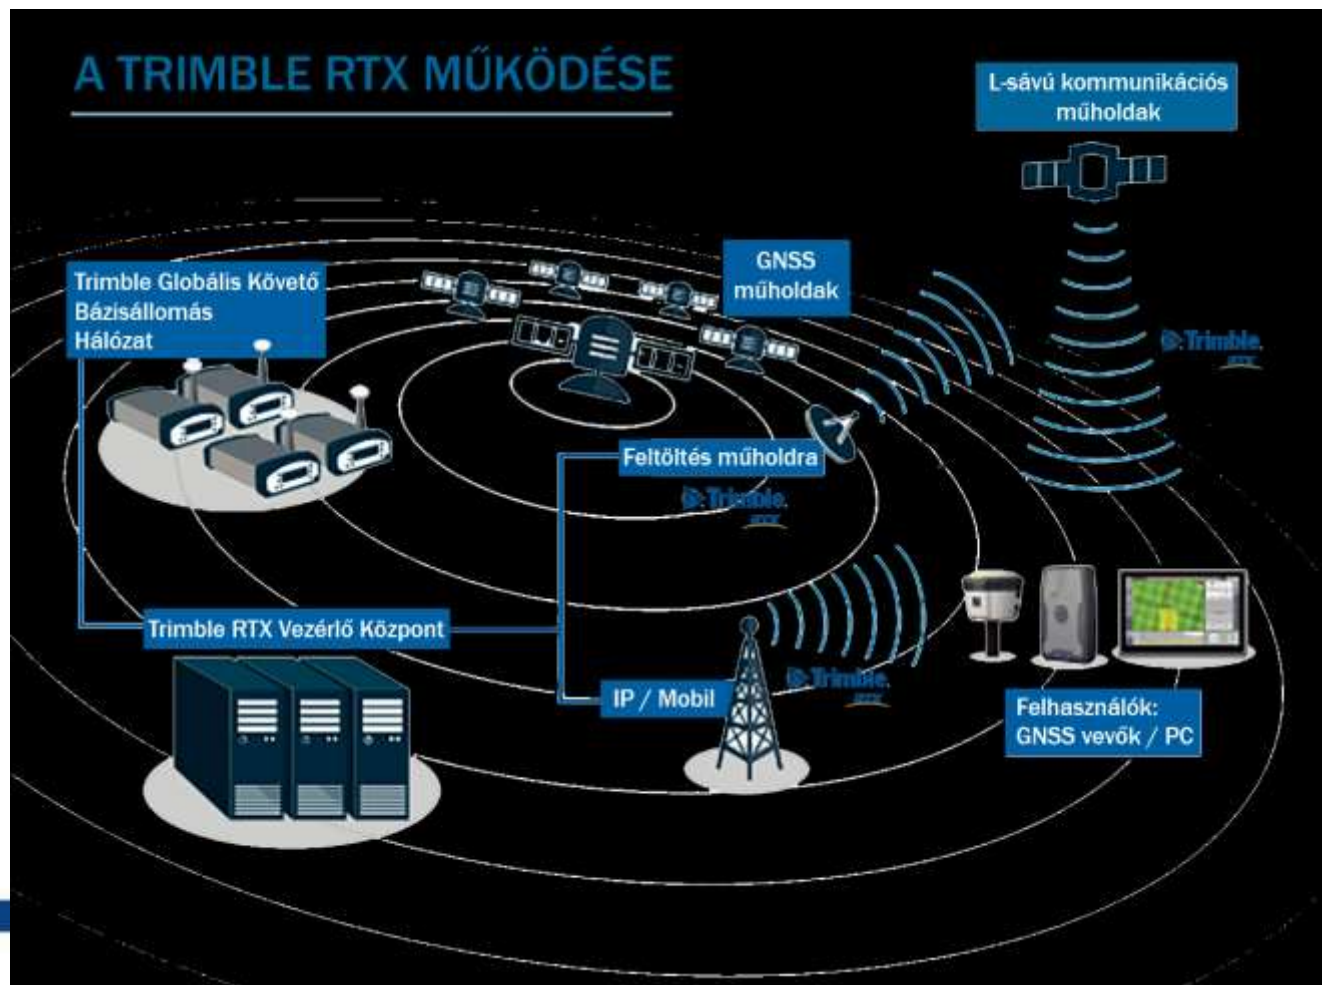 A TRIMBLE RTX MŰKÖDÉSE
L-sávú kommunikációs
műholdak
GNSS
műholdak
Trimble Globális Követő
Bázisállomás
Hálózat
Trimble.
RTX
Feltöltés műholdra
Trimble.
RTX
Trimble RTX Vezérlő Központ
IP / Mobil
Trimble.
RTX
Felhasználók:
GNSS vevők / PC